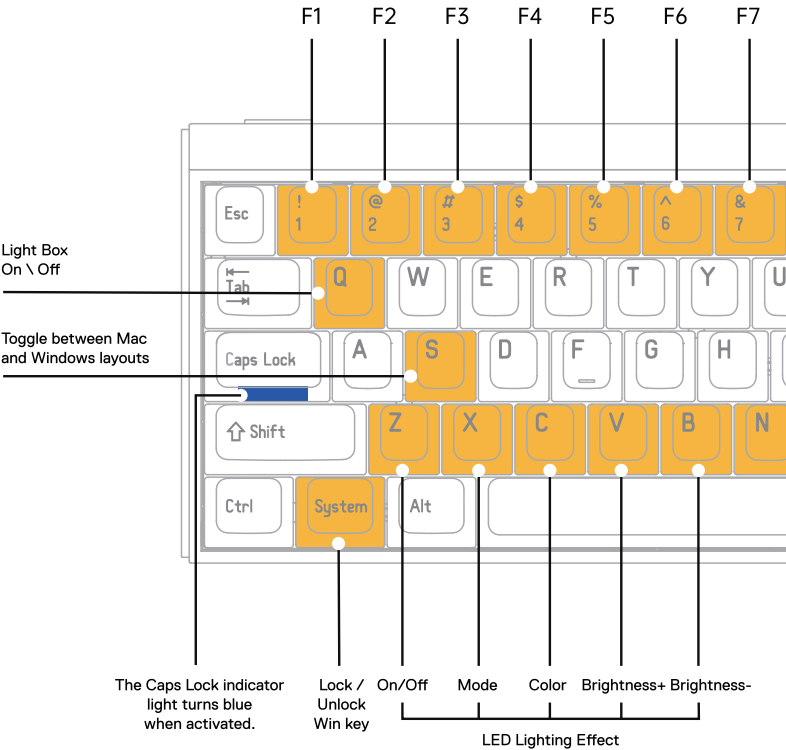 F1 F2 F3 F4 F5 F6 F7
Esc ! 1 @ 2 # 3 $ 4 % 5 ^ 6 & 7
Light Box
On \ Off
Tab Q W E R T Y U
Toggle between Mac
and Windows layouts
Caps Lock A S D F G H
Shift Z X C V B N
Ctrl System Alt
The Caps Lock indicator
light turns blue
when activated.
Lock /
Unlock
Win key
On/Off Mode Color Brightness+ Brightness-
LED Lighting Effect